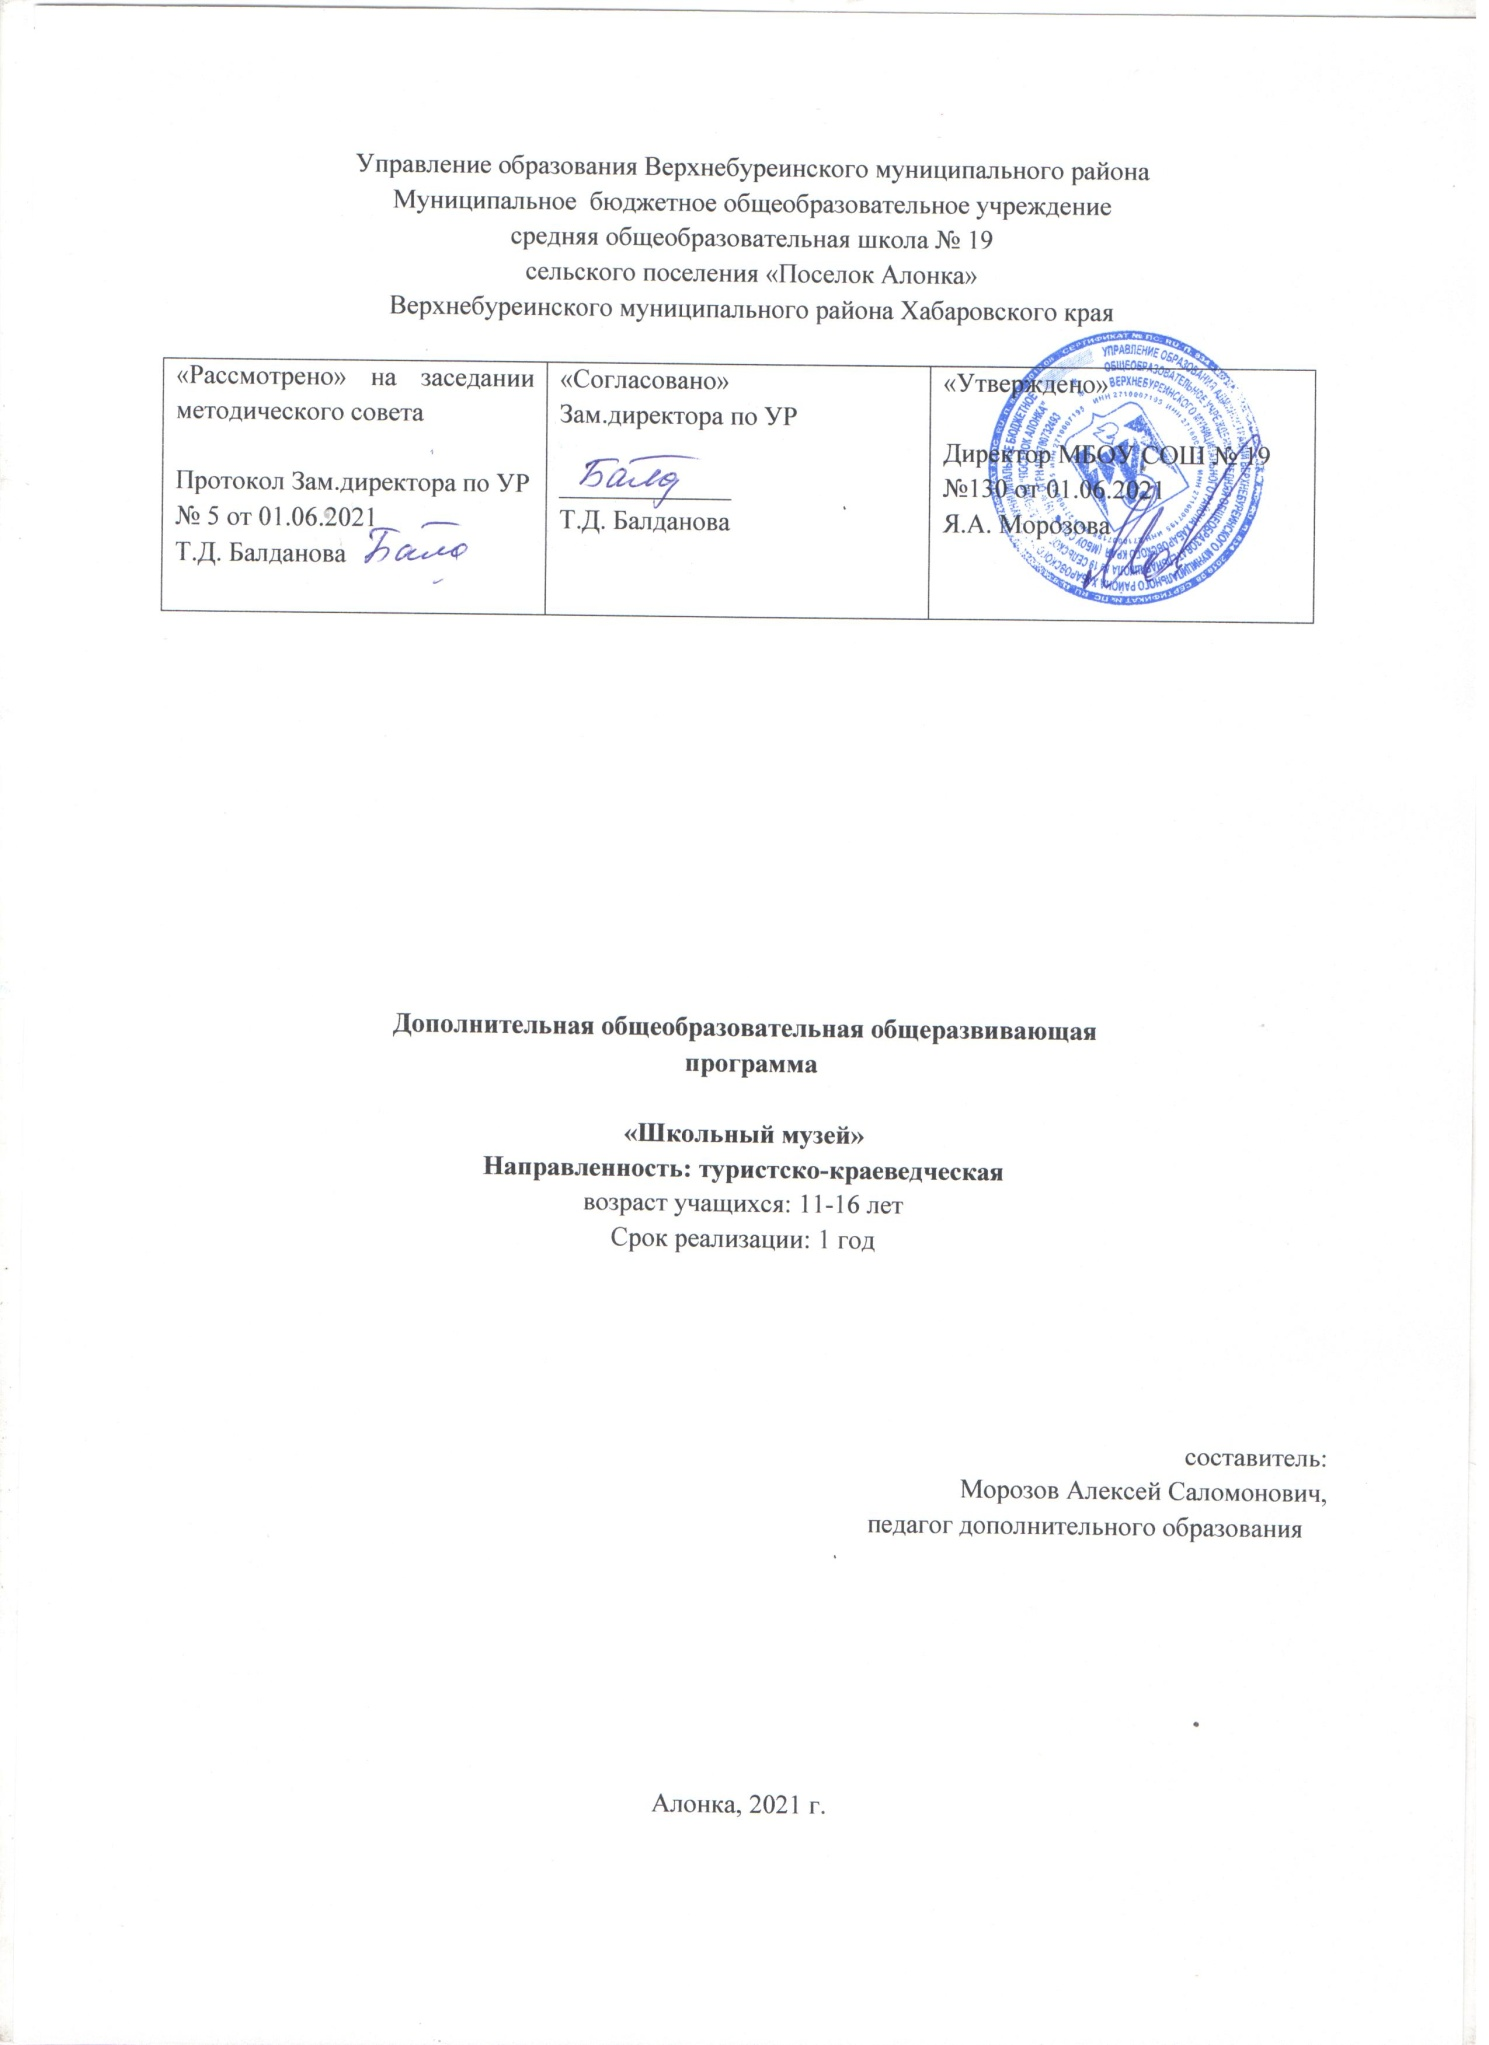 Управление образования Верхнебуреинского муниципального района
Муниципальное бюджетное общеобразовательное учреждение
средняя общеобразовательная школа № 19
сельского поселения «Поселок Алонка»
Верхнебуреинского муниципального района Хабаровского края
«Рассмотрено» на заседании
методического совета
Протокол Зам.директора по УР
№ 5 от 01.06.2021
Т.Д. Балданова
«Согласовано»
Зам.директора по УР
Т.Д. Балданова
«Утверждено»
Директор МБОУ СОШ № 19
№130 от 01.06.2021
Я.А. Морозова
Дополнительная общеобразовательная общеразвивающая
программа
«Школьный музей»
Направленность: туристско-краеведческая
возраст учащихся: 11-16 лет
Срок реализации: 1 год
составитель:
Морозов Алексей Саломонович,
педагог дополнительного образования
Алонка, 2021 г.